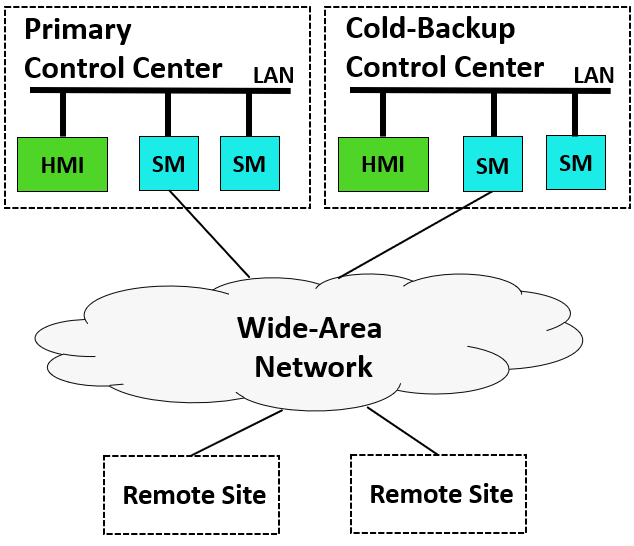 Primary
Control Center
LAN
HMI
SM
SM
Cold-Backup
Control Center
LAN
HMI
SM
SM
Wide-Area
Network
Remote Site
Remote Site